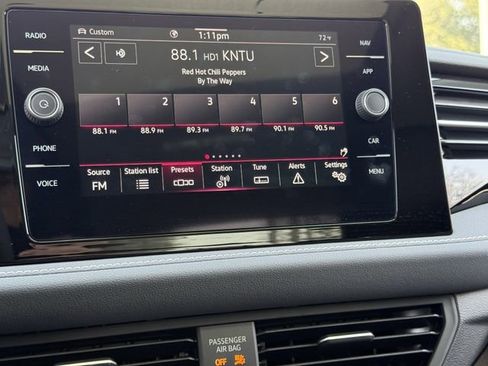 RADIO
Custom
1:11pm
72°F
NAV
88.1 HD1 KNTU
MEDIA
APP
Red Hot Chili Peppers
By The Way
1 2 3 4 5 6
88.1 FM 88.9 FM 89.3 FM 89.7 FM 90.1 FM 90.5 FM
PHONE
CAR
Source Station list Presets Station Tune Alerts Settings
FM
VOICE
MENU
PASSENGER
AIR BAG
OFF